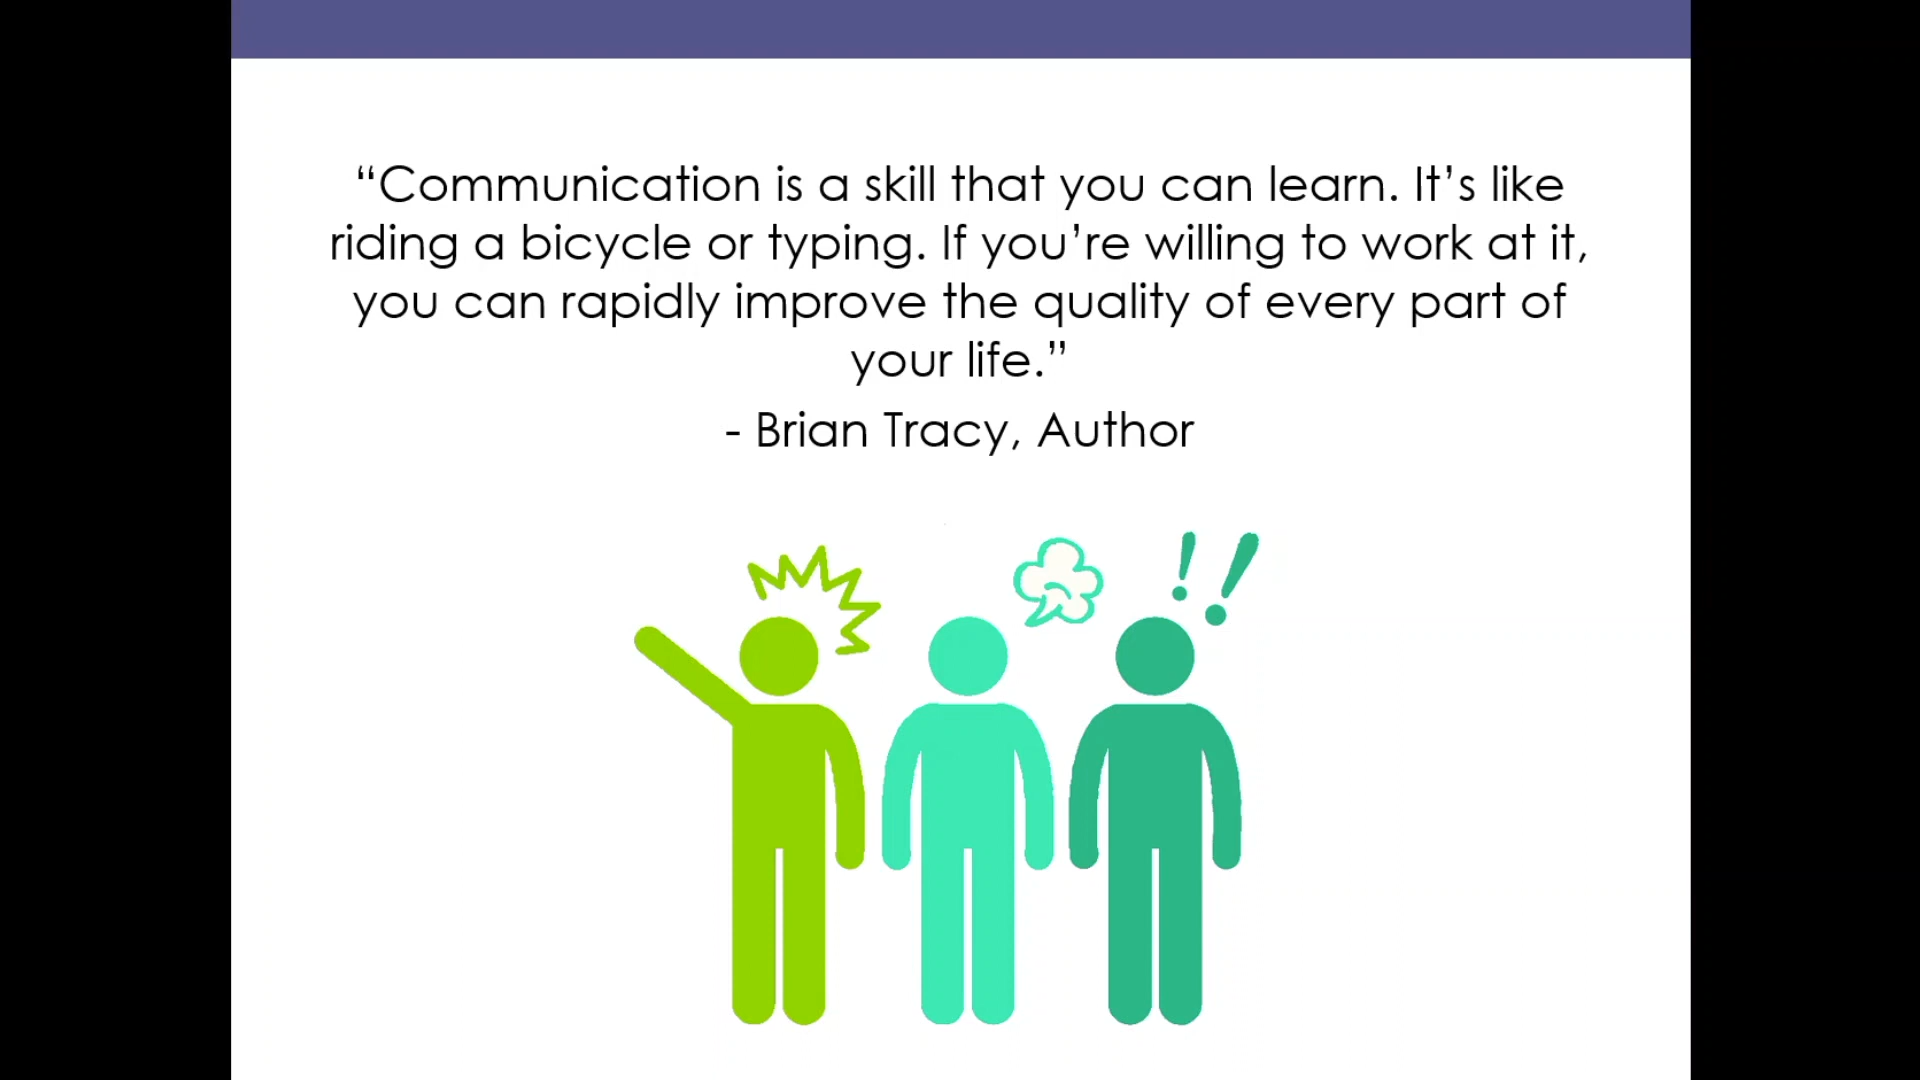 “Communication is a skill that you can learn. It’s like
riding a bicycle or typing. If you’re willing to work at it,
you can rapidly improve the quality of every part of
your life.”
- Brian Tracy, Author
! !